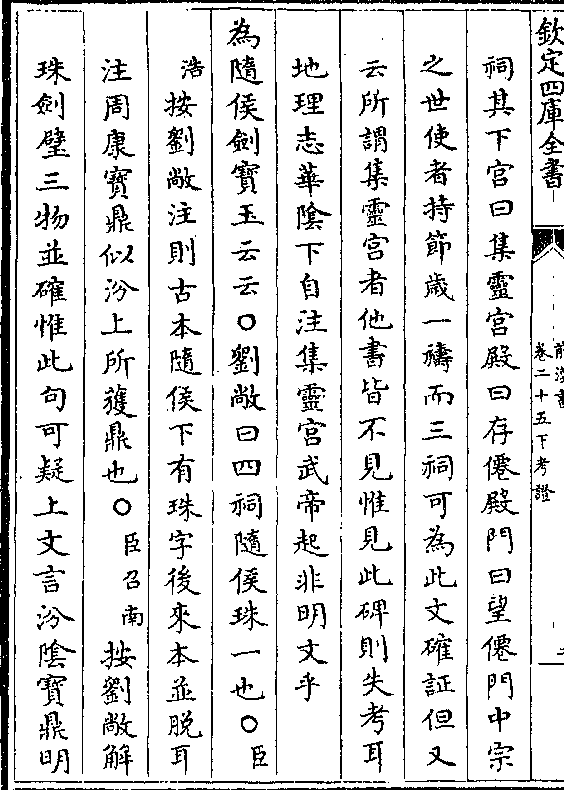 欽定四庫全書
前漢書
卷二十五下考證
祠其下宫曰集靈宫殿曰存僊殿門曰望僊門中宗
之世使者持節歲一禱而三祠可為此文確証但又
云所謂集靈宫者他書皆不見惟見此碑則失考耳
地理志華隂下自注集靈宫武帝起非明文乎
為隨侯劍寳玉云云○劉敞曰四祠隨侯珠一也○臣
浩按劉敞注則古本隨侯下有珠字後來本並脱耳
注周康寳鼎似汾上所獲鼎也○臣召南按劉敞解
珠劍璧三物並確惟此句可疑上文言汾隂寳鼎明